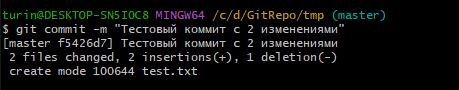 turin@DESKTOP-SN5IOC8 MINGW64 /c/d/GitRepo/tmp (master)
$ git commit -m "Тестовый коммит с 2 изменениями"
[master f5426d7] Тестовый коммит с 2 изменениями
2 files changed, 2 insertions(+), 1 deletion(-)
create mode 100644 test.txt